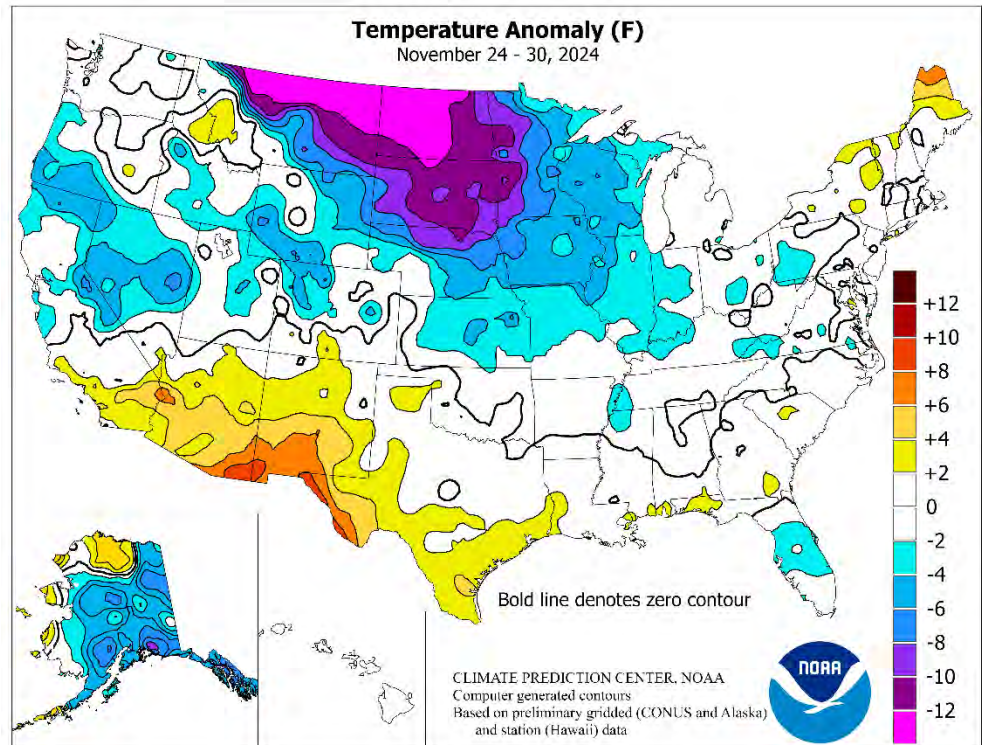 Temperature Anomaly (F)
November 24 - 30, 2024
+12
+10
+8
+6
+4
+2
0
-2
-4
-6
-8
-10
-12
Bold line denotes zero contour
CLIMATE PREDICTION CENTER, NOAA
Computer generated contours
Based on preliminary gridded (CONUS and Alaska)
and station (Hawaii) data
NOAA